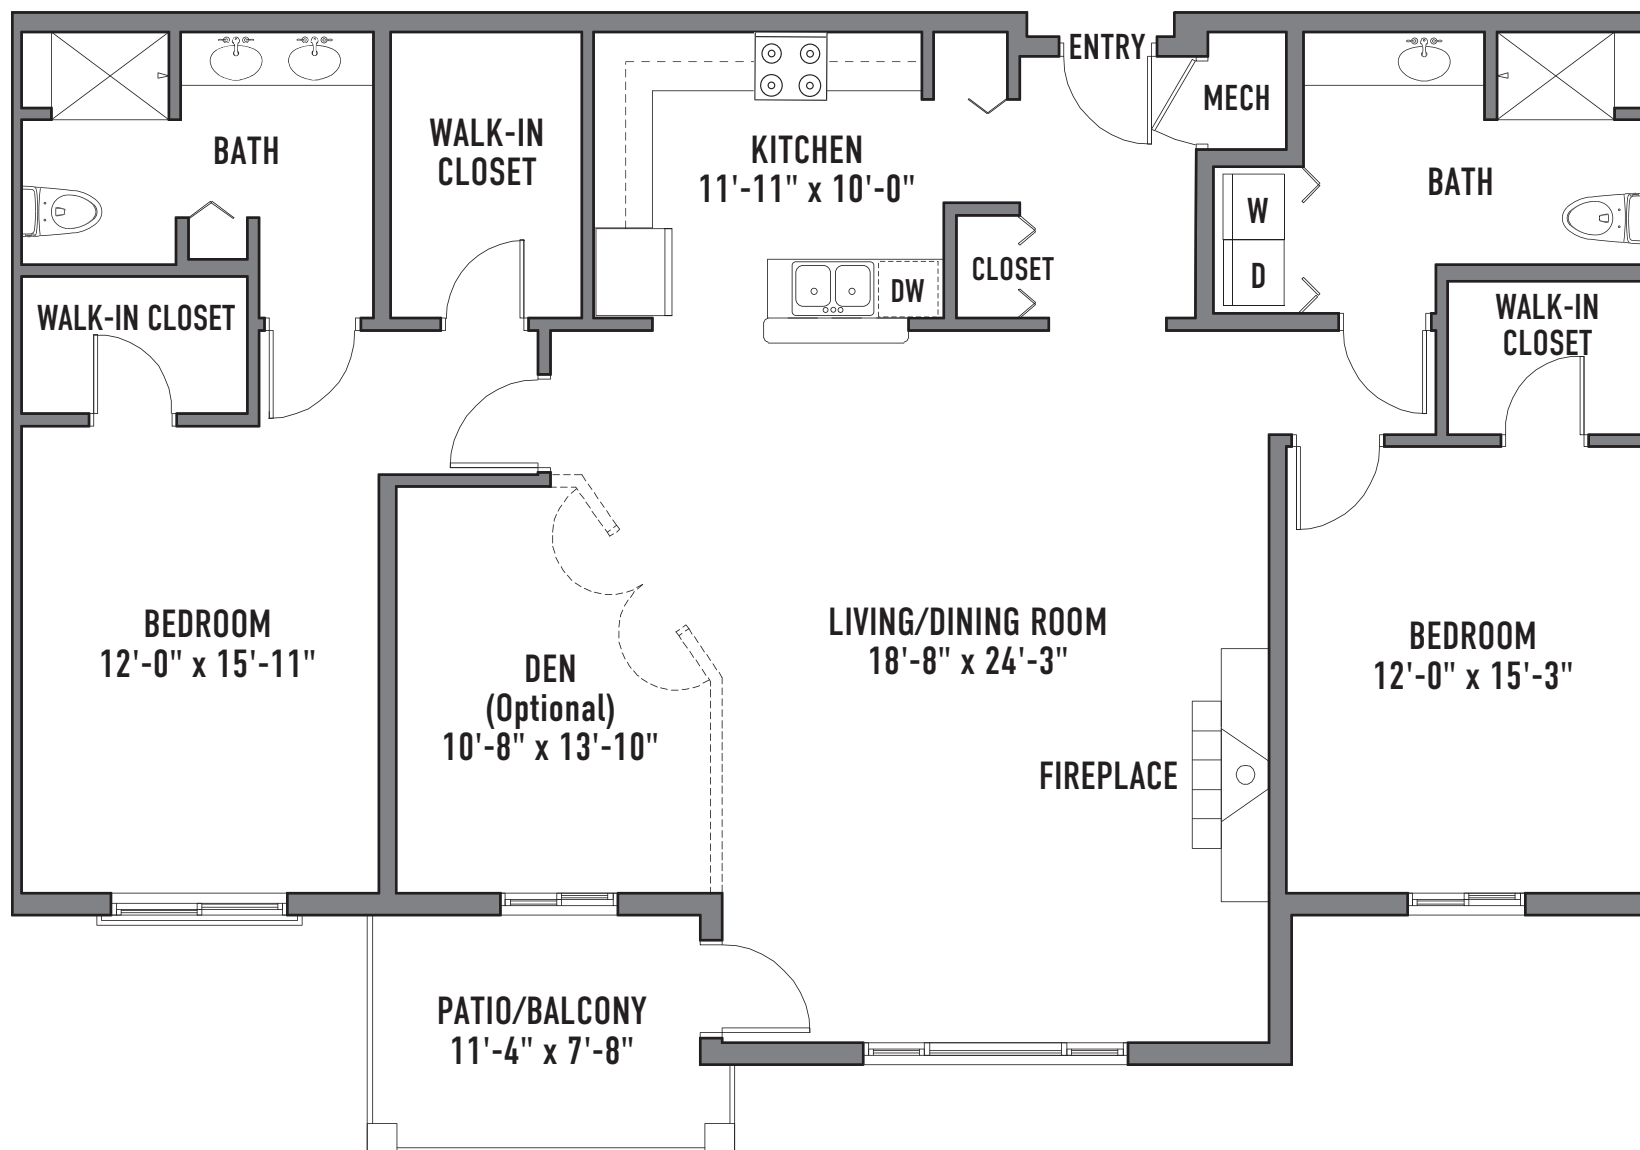 ENTRY
MECH
BATH
WALK-IN
CLOSET
KITCHEN
11'-11" x 10'-0"
BATH
W
D
CLOSET
DW
WALK-IN CLOSET
WALK-IN
CLOSET
BEDROOM
12'-0" x 15'-11"
DEN
(Optional)
10'-8" x 13'-10"
LIVING/DINING ROOM
18'-8" x 24'-3"
BEDROOM
12'-0" x 15'-3"
FIREPLACE
PATIO/BALCONY
11'-4" x 7'-8"